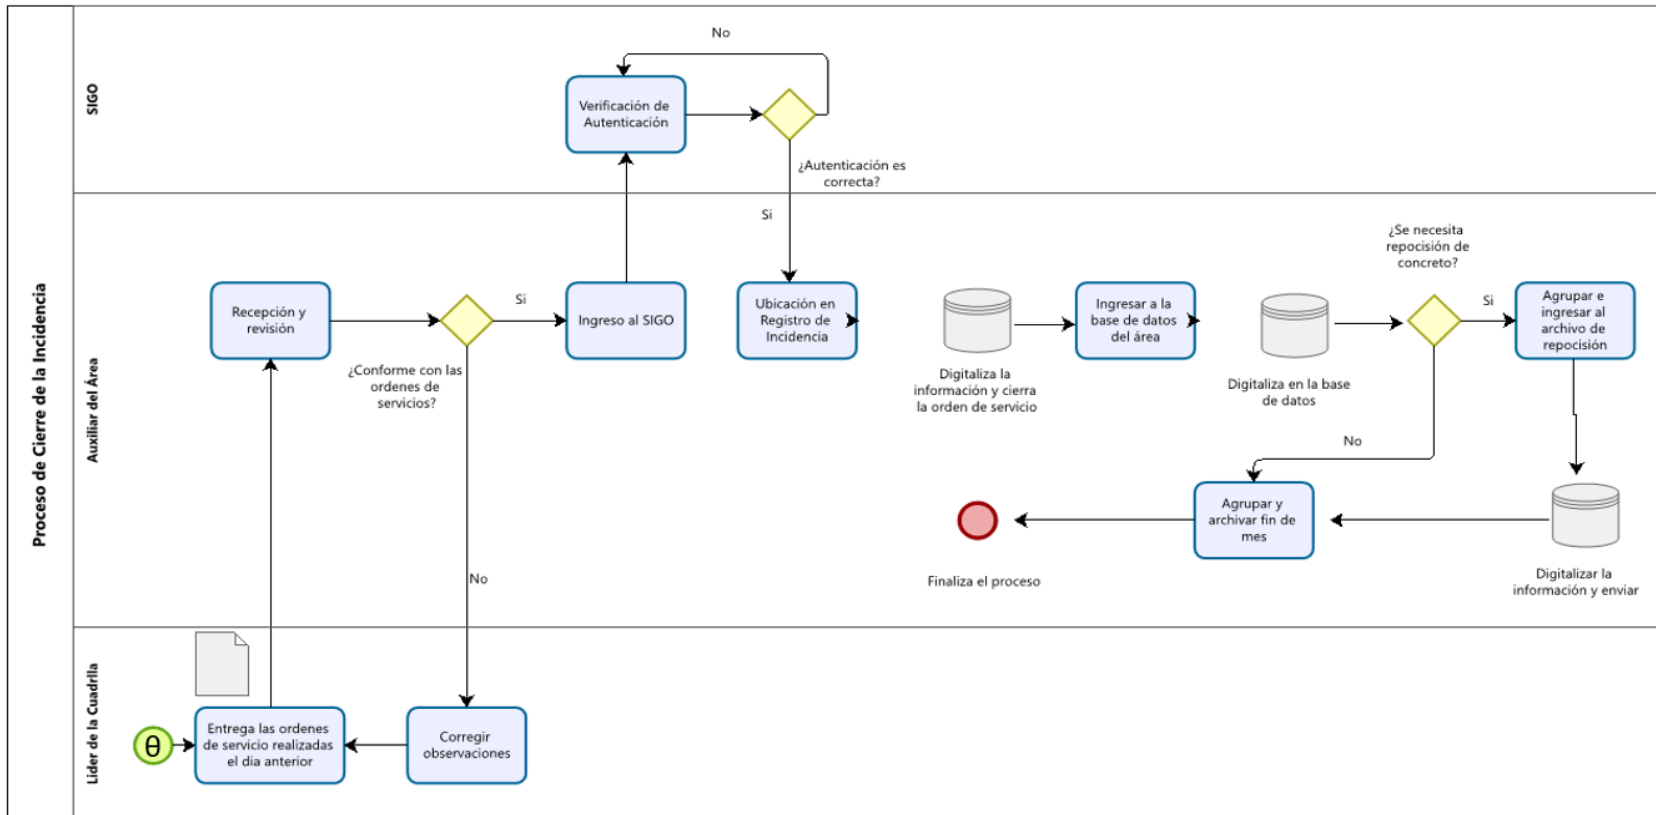 Proceso de Cierre de la Incidencia
SIGO
No
Verificación de
Autenticación
¿Autenticación es
correcta?
Auxiliar del Área
Si
Recepción y
revisión
¿Conforme con las
ordenes de
servicios?
Si
Ingreso al SIGO
Ubicación en
Registro de
Incidencia
Digitaliza la
información y cierra
la orden de servicio
Ingresar a la
base de datos
del área
Digitaliza en la base
de datos
¿Se necesita
reposición de
concreto?
Si
Agrupar e
ingresar al
archivo de
repocisión
No
Agrupar y
archivar fin de
mes
Digitalizar la
información y enviar
Finaliza el proceso
No
Lider de la Cuadrlla
θ
Entrega las ordenes
de servicio realizadas
el dia anterior
Corregir
observaciones